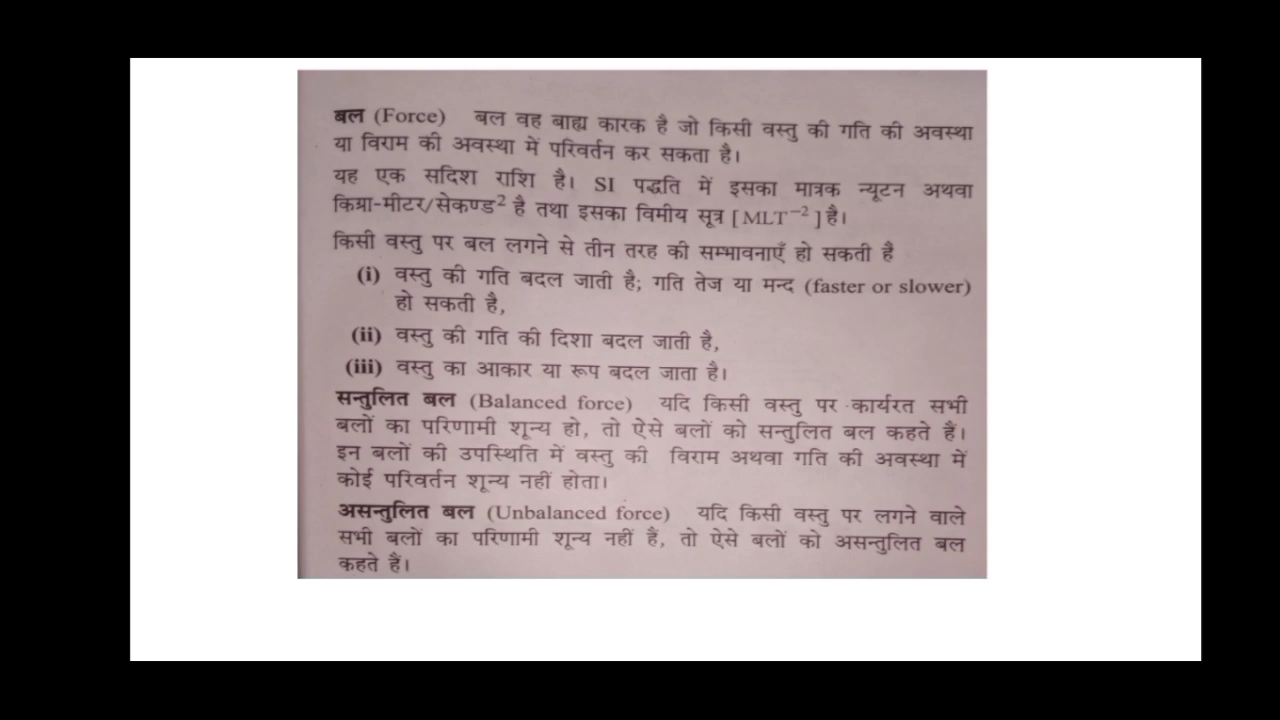 बल (Force) बल वह बाह्य कारक है जो किसी वस्तु की गति की अवस्था
या विराम की अवस्था में परिवर्तन कर सकता है।
यह एक सदिश राशि है। SI पद्धति में इसका मात्रक न्यूटन अथवा
किग्रा-मीटर/सेकण्ड² है तथा इसका विमीय सूत्र [MLT⁻²] है।
किसी वस्तु पर बल लगने से तीन तरह की सम्भावनाएँ हो सकती है
(i) वस्तु की गति बदल जाती है; गति तेज या मन्द (faster or slower)
हो सकती है,
(ii) वस्तु की गति की दिशा बदल जाती है,
(iii) वस्तु का आकार या रूप बदल जाता है।
सन्तुलित बल (Balanced force) यदि किसी वस्तु पर कार्यरत सभी
बलों का परिणामी शून्य हो, तो ऐसे बलों को सन्तुलित बल कहते हैं।
इन बलों की उपस्थिति में वस्तु की विराम अथवा गति की अवस्था में
कोई परिवर्तन शून्य नहीं होता।
असन्तुलित बल (Unbalanced force) यदि किसी वस्तु पर लगने वाले
सभी बलों का परिणामी शून्य नहीं हैं, तो ऐसे बलों को असन्तुलित बल
कहते हैं।